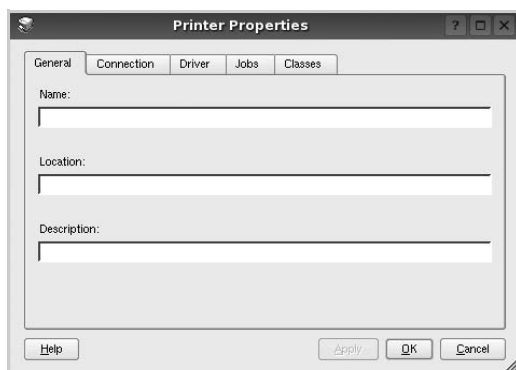 Printer Properties
General Connection Driver Jobs Classes
Name:
Location:
Description:
Help Apply OK Cancel